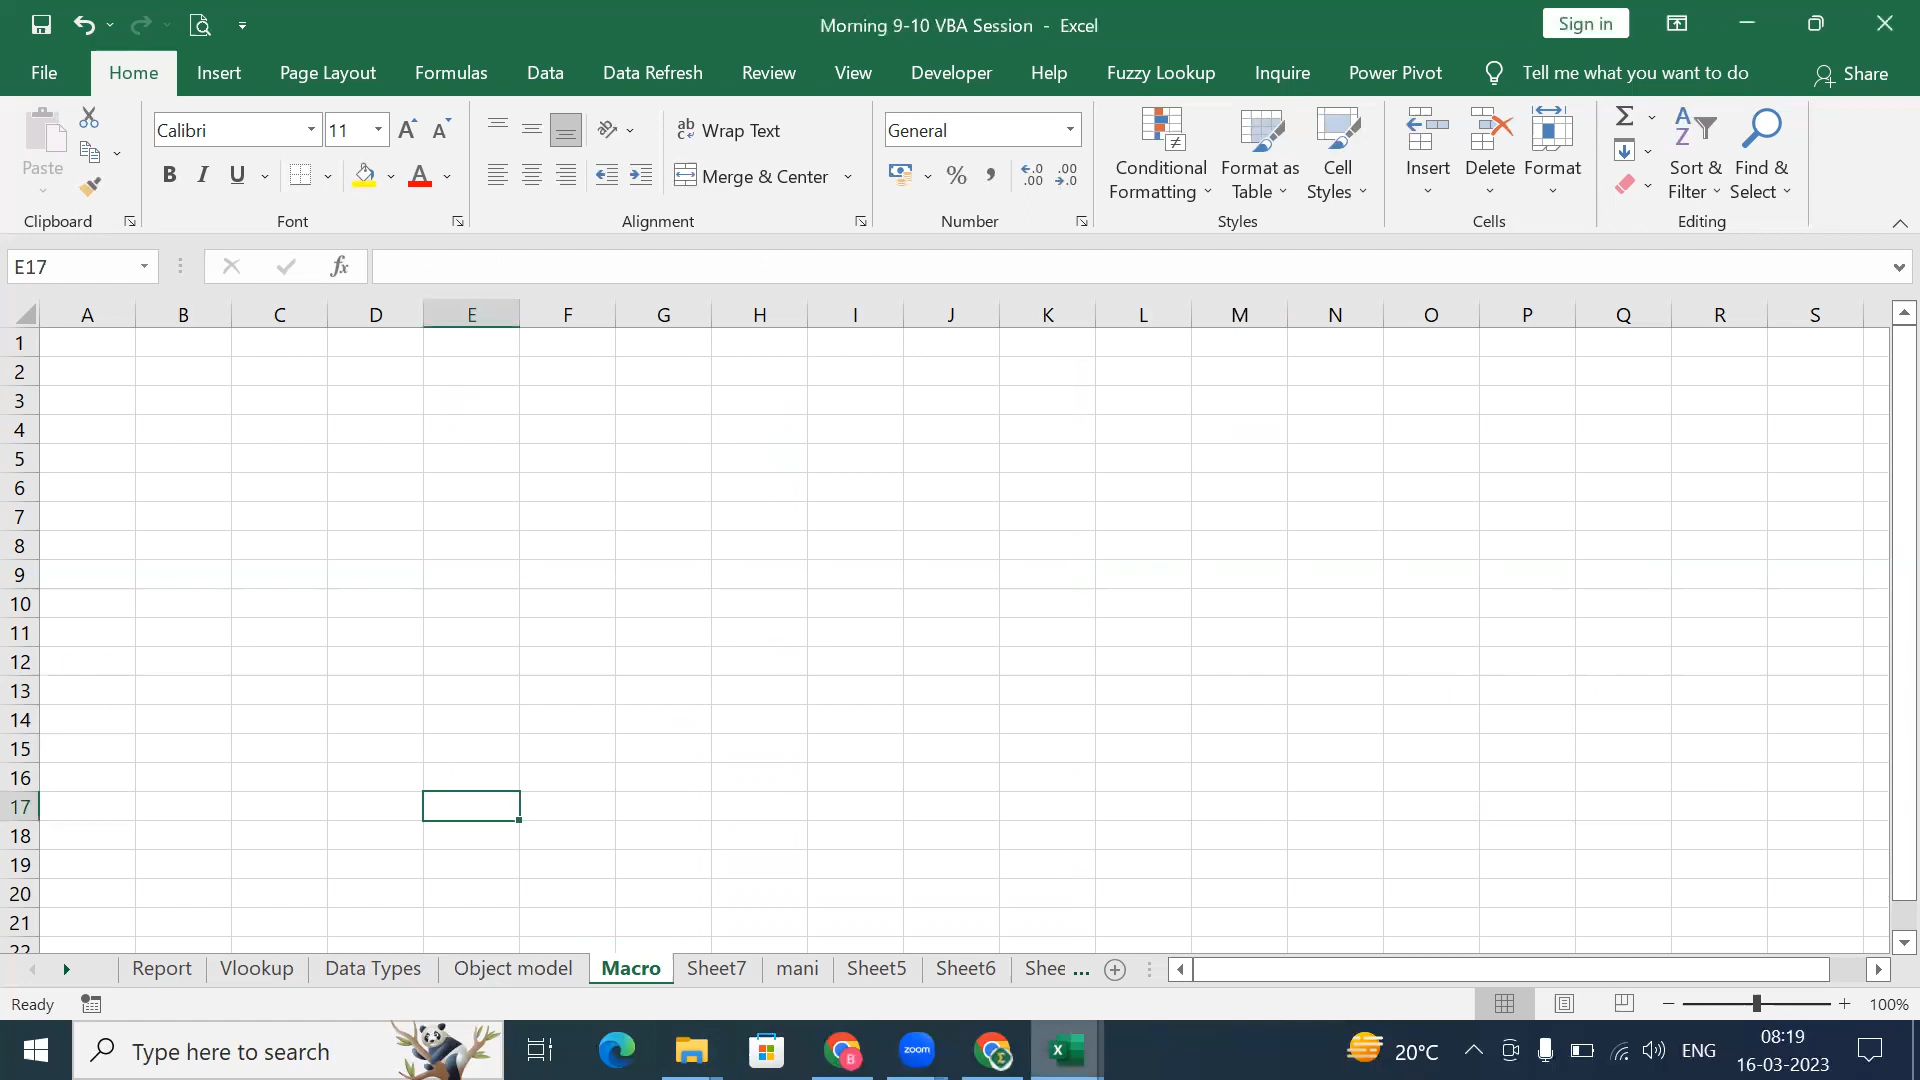 Morning 9-10 VBA Session - Excel
Sign in
File Home Insert Page Layout Formulas Data Data Refresh Review View Developer Help Fuzzy Lookup Inquire Power Pivot Tell me what you want to do Share
Calibri 11 Wrap Text General
Paste B I U A Merge & Center % , Conditional Formatting Format as Table Cell Styles Insert Delete Format Sort & Filter Find & Select
Clipboard Font Alignment Number Styles Cells Editing
E17 fx
A B C D E F G H I J K L M N O P Q R S
1
2
3
4
5
6
7
8
9
10
11
12
13
14
15
16
17
18
19
20
21
22
Report Vlookup Data Types Object model Macro Sheet7 mani Sheet5 Sheet6 Shee ...
Ready 100%
Type here to search zoom 20°C ENG 08:19
16-03-2023